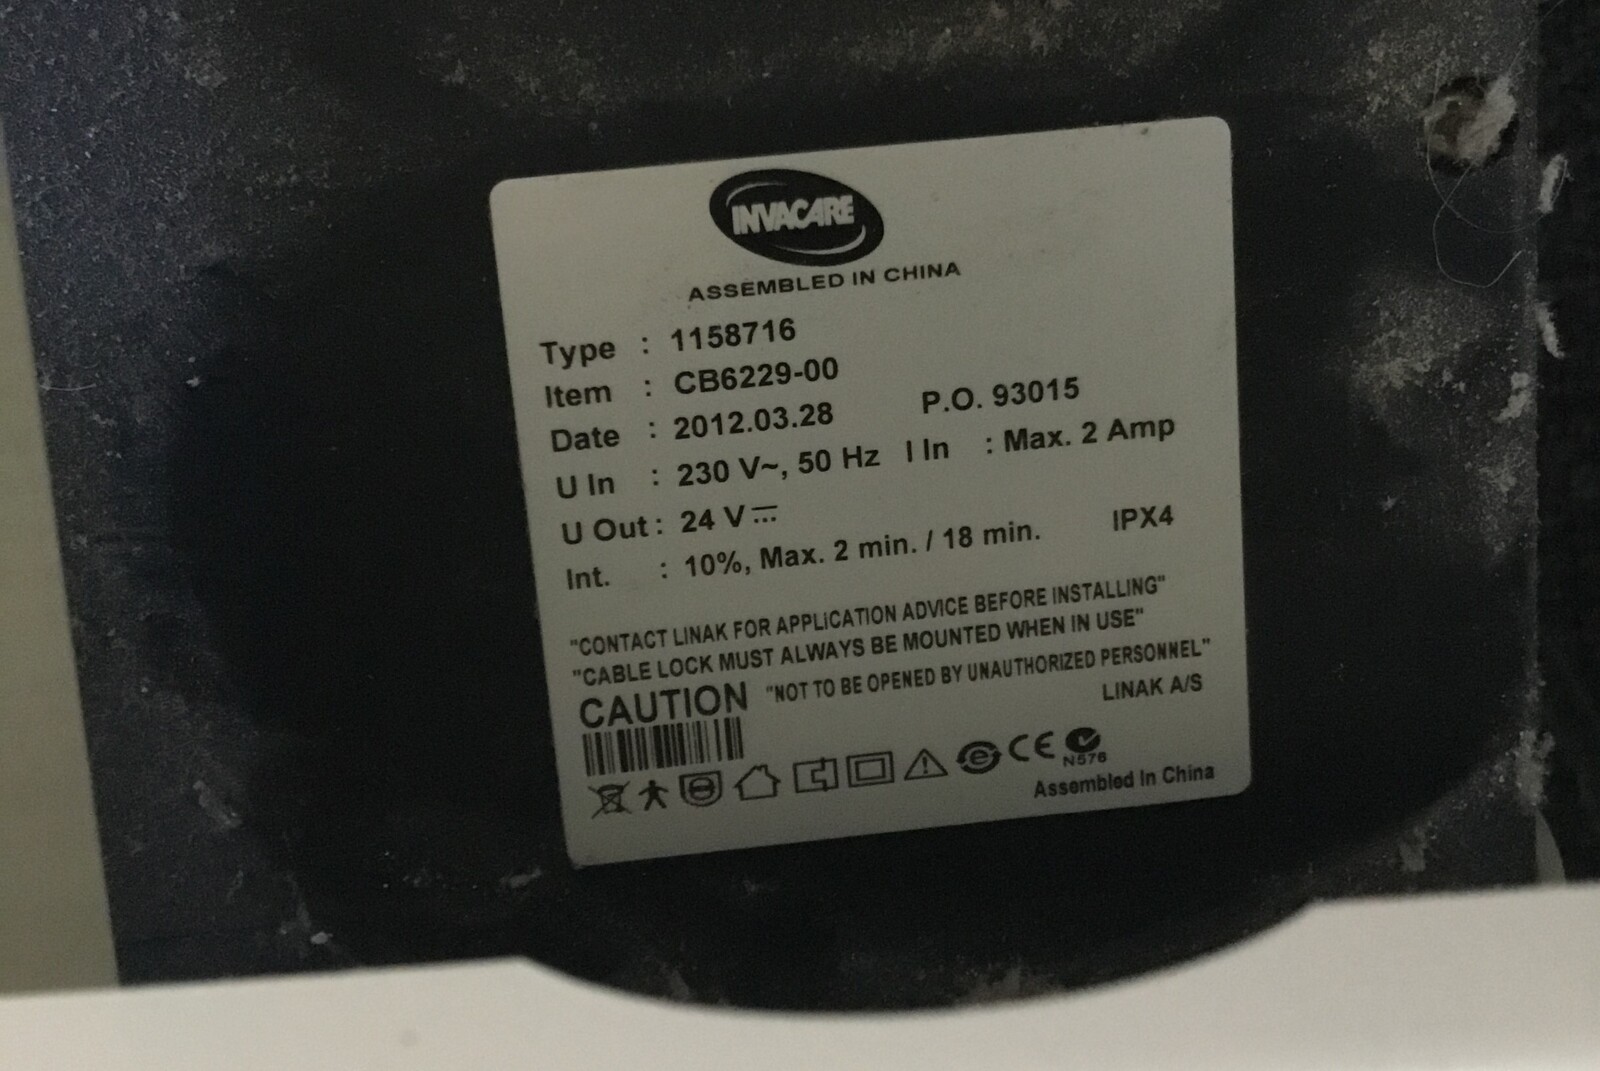 INVACARE
ASSEMBLED IN CHINA
Type : 1158716
Item : CB6229-00
Date : 2012.03.28 P.O. 93015
U In : 230 V~, 50 Hz I In : Max. 2 Amp
U Out : 24 V⎓
Int. : 10%, Max. 2 min. / 18 min. IPX4
"CONTACT LINAK FOR APPLiCATION ADVICE BEFORE INSTALLING"
"CABLE LOCK MUST ALWAYS BE MOUNTED WHEN IN USE"
CAUTION "NOT TO BE OPENED BY UNAUTHORIZED PERSONNEL"
LINAK A/S
e CE N576
Assembled In China